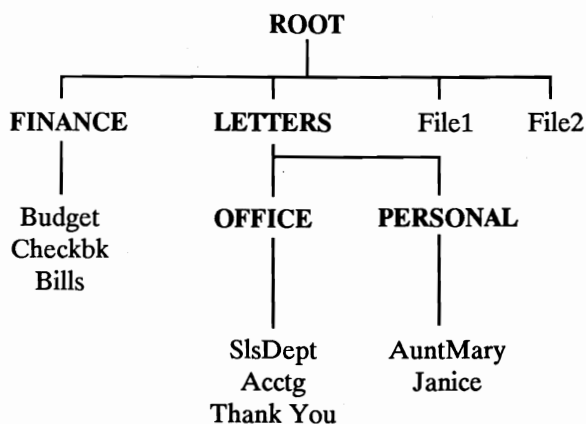 ROOT
FINANCE LETTERS File1 File2
Budget
Checkbk
Bills
OFFICE PERSONAL
SlsDept
Acctg
Thank You
AuntMary
Janice